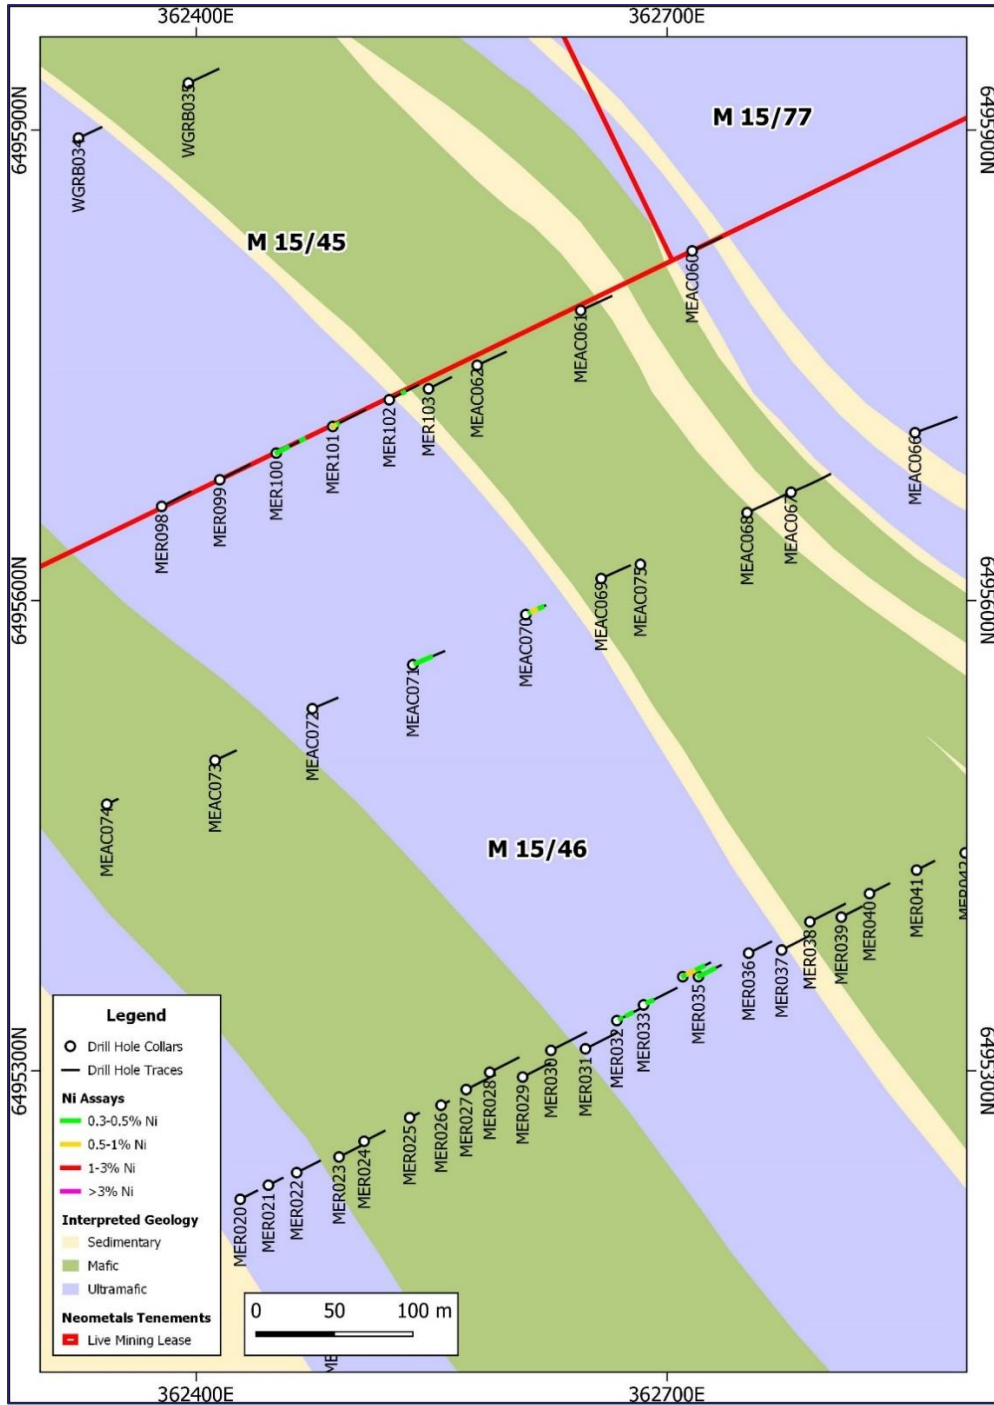 362400E
362700E
6495900N
6495900N
M 15/77
WGRB035
WGRB034
M 15/45
MEAC060
MEAC061
MEAC062
MER103
MER102
MER101
MER100
MER099
MER098
MEAC066
MEAC067
MEAC068
MEAC075
MEAC069
6495600N
6495600N
MEAC070
MEAC071
MEAC072
MEAC073
MEAC074
M 15/46
MER042
MER041
MER040
MER039
MER038
MER037
MER036
MER035
MER033
MER032
MER031
MER030
MER029
MER028
MER027
MER026
MER025
MER024
MER023
MER022
MER021
MER020
6495300N
6495300N
Legend
Drill Hole Collars
Drill Hole Traces
Ni Assays
0.3-0.5% Ni
0.5-1% Ni
1-3% Ni
>3% Ni
Interpreted Geology
Sedimentary
Mafic
Ultramafic
Neometals Tenements
Live Mining Lease
0 50 100 m
362400E
362700E